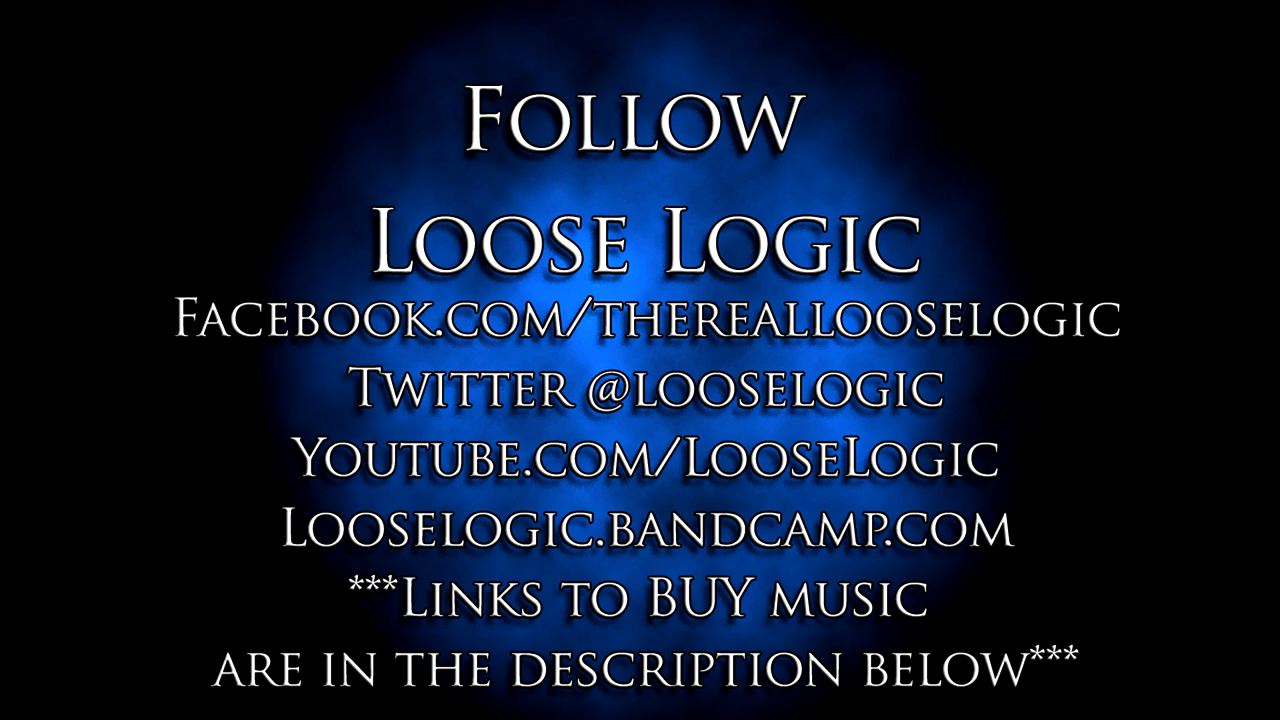 Follow
Loose Logic
Facebook.com/thereallooselogic
Twitter @looselogic
Youtube.com/LooseLogic
Looselogic.bandcamp.com
***Links to BUY music
are in the description below***